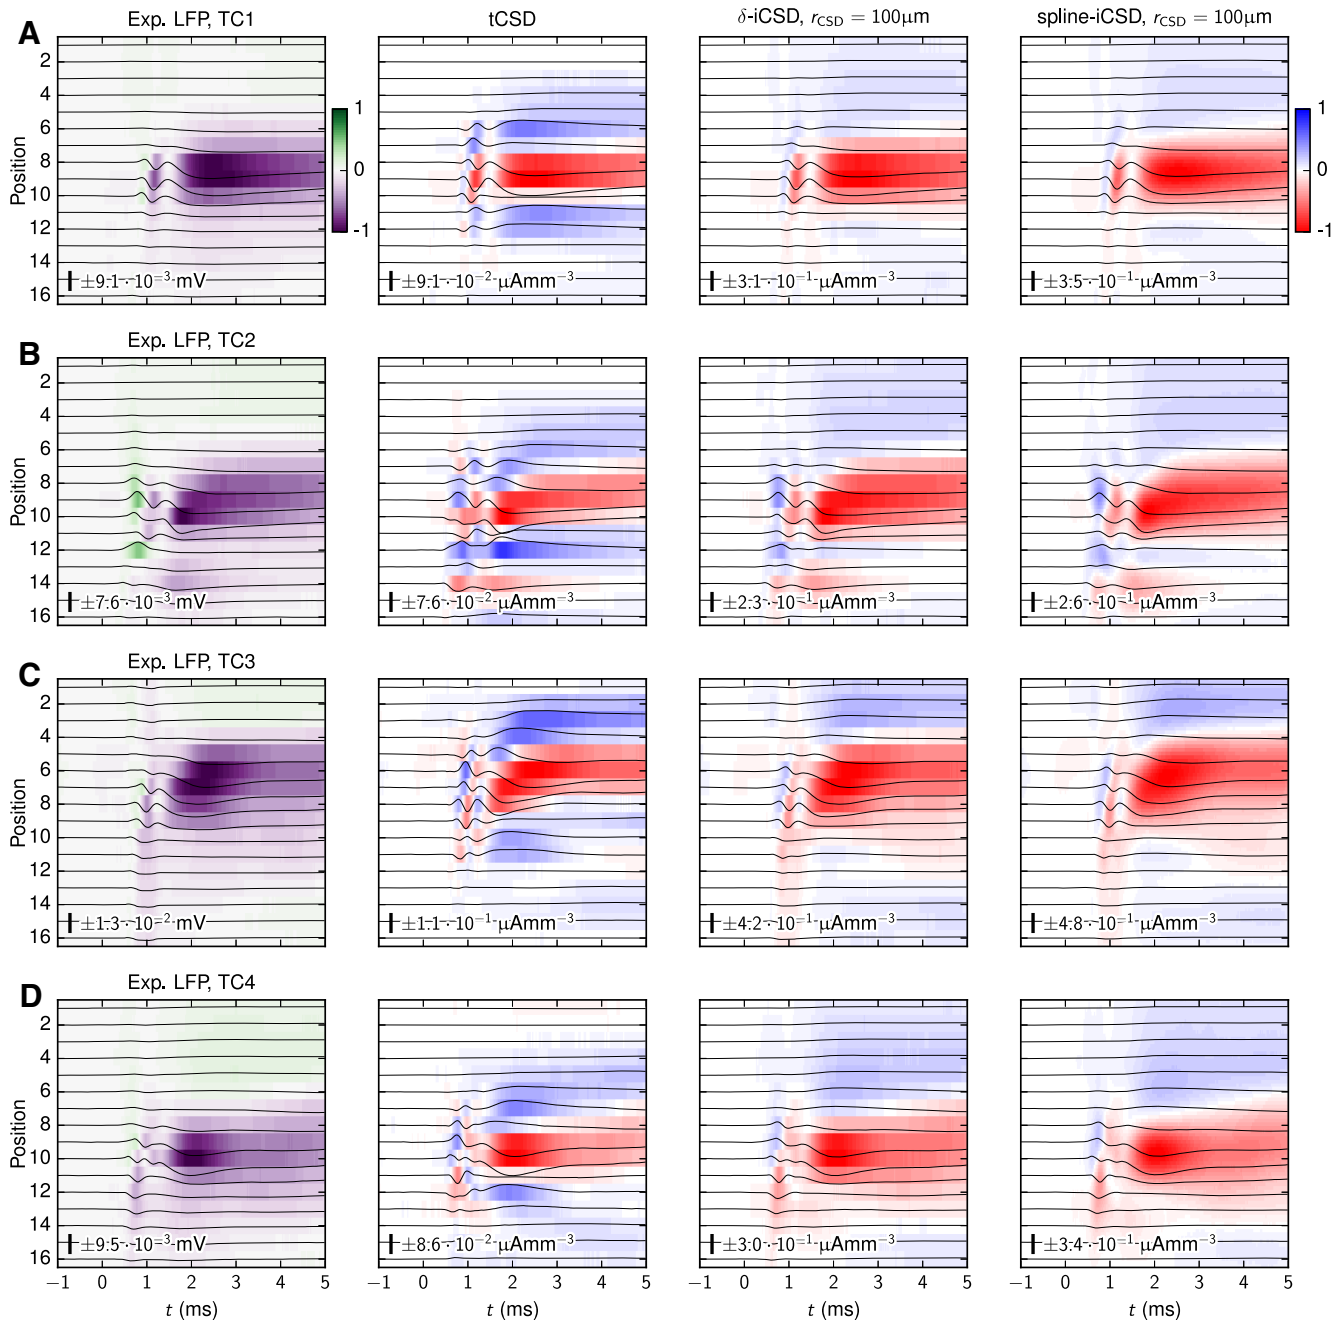 A
Exp. LFP, TC1
tCSD
δ-iCSD, r_CSD = 100μm
spline-iCSD, r_CSD = 100μm
Position
2
4
6
8
10
12
14
16
1
0
-1
1
0
-1
±9.1 · 10⁻³ mV
±9.1 · 10⁻² μAmm⁻³
±3.1 · 10⁻¹ μAmm⁻³
±3.5 · 10⁻¹ μAmm⁻³
B
Exp. LFP, TC2
Position
2
4
6
8
10
12
14
16
±7.6 · 10⁻³ mV
±7.6 · 10⁻² μAmm⁻³
±2.3 · 10⁻¹ μAmm⁻³
±2.6 · 10⁻¹ μAmm⁻³
C
Exp. LFP, TC3
Position
2
4
6
8
10
12
14
16
±1.3 · 10⁻² mV
±1.1 · 10⁻¹ μAmm⁻³
±4.2 · 10⁻¹ μAmm⁻³
±4.8 · 10⁻¹ μAmm⁻³
D
Exp. LFP, TC4
Position
2
4
6
8
10
12
14
16
±9.5 · 10⁻³ mV
±8.6 · 10⁻² μAmm⁻³
±3.0 · 10⁻¹ μAmm⁻³
±3.4 · 10⁻¹ μAmm⁻³
−1 0 1 2 3 4 5
−1 0 1 2 3 4 5
−1 0 1 2 3 4 5
−1 0 1 2 3 4 5
t (ms)
t (ms)
t (ms)
t (ms)